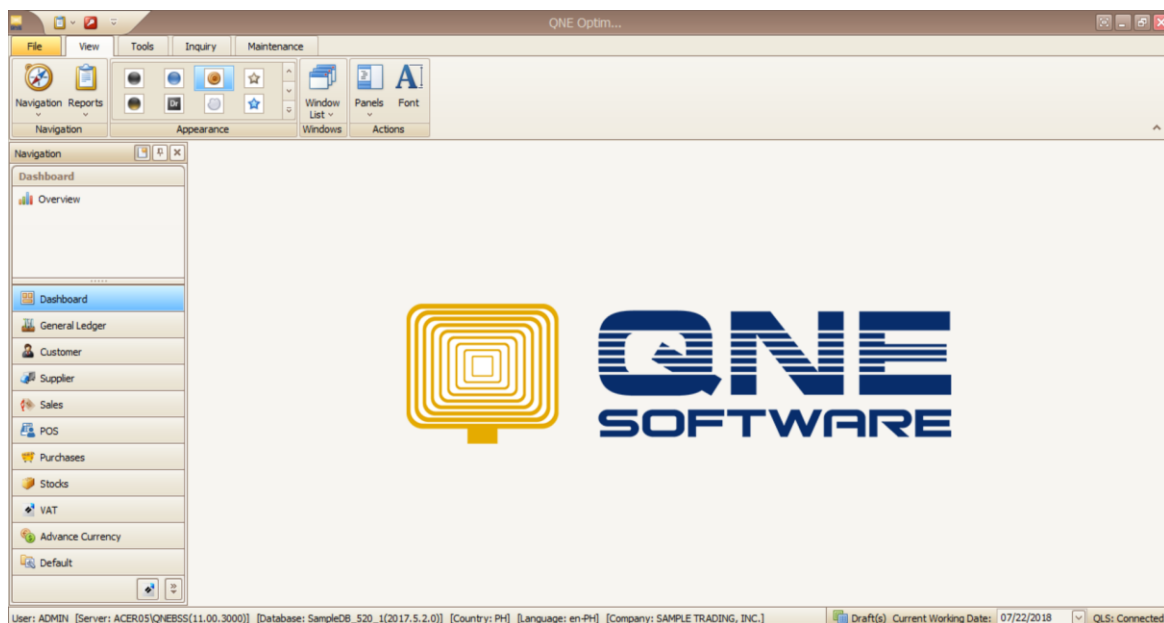 QNE Optim...
File View Tools Inquiry Maintenance
Navigation Reports Window List Panels Font
Navigation Appearance Windows Actions
Navigation
Dashboard
Overview
Dashboard
General Ledger
Customer
Supplier
Sales
POS
Purchases
Stocks
VAT
Advance Currency
Default
Dr
QNE
SOFTWARE
User: ADMIN [Server: ACER05\QNEBSS(11.00.3000)] [Database: SampleDB_520_1(2017.5.2.0)] [Country: PH] [Language: en-PH] [Company: SAMPLE TRADING, INC.] Draft(s) Current Working Date: 07/22/2018 QLS: Connected